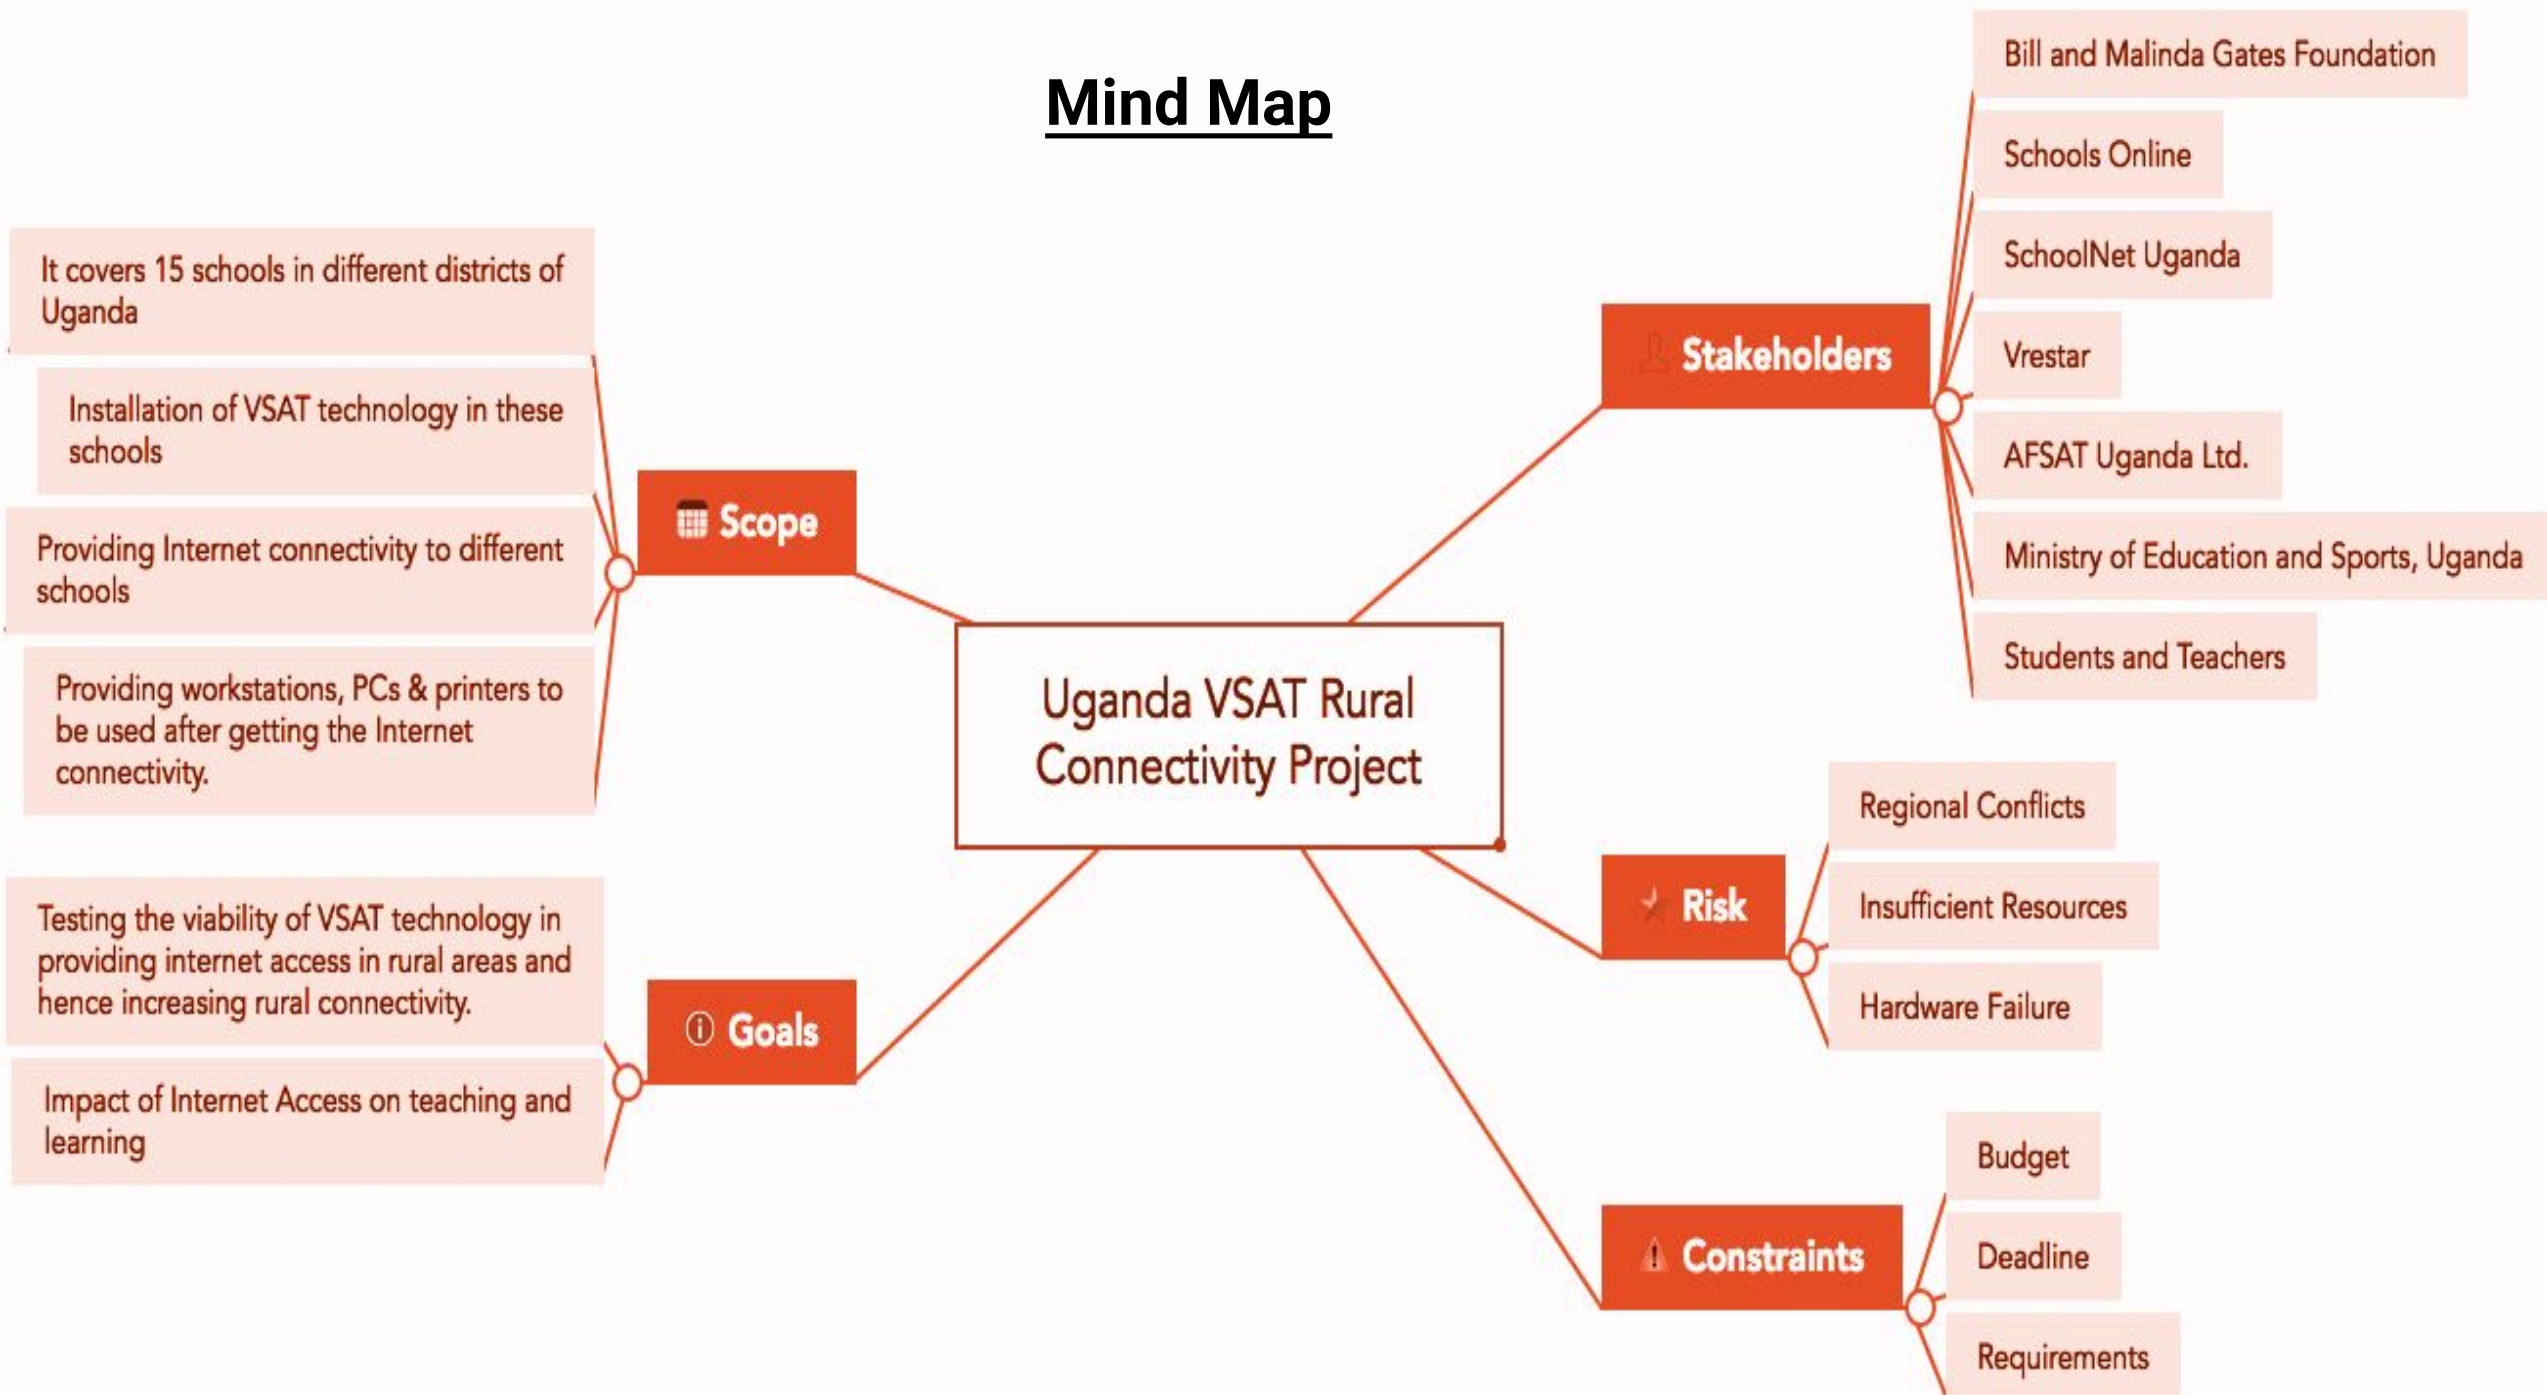 Mind Map
It covers 15 schools in different districts of
Uganda
Installation of VSAT technology in these
schools
Providing Internet connectivity to different
schools
Providing workstations, PCs & printers to
be used after getting the Internet
connectivity.
Scope
Testing the viability of VSAT technology in
providing internet access in rural areas and
hence increasing rural connectivity.
Impact of Internet Access on teaching and
learning
Goals
Uganda VSAT Rural
Connectivity Project
Stakeholders
Bill and Malinda Gates Foundation
Schools Online
SchoolNet Uganda
Vrestar
AFSAT Uganda Ltd.
Ministry of Education and Sports, Uganda
Students and Teachers
Risk
Regional Conflicts
Insufficient Resources
Hardware Failure
Constraints
Budget
Deadline
Requirements